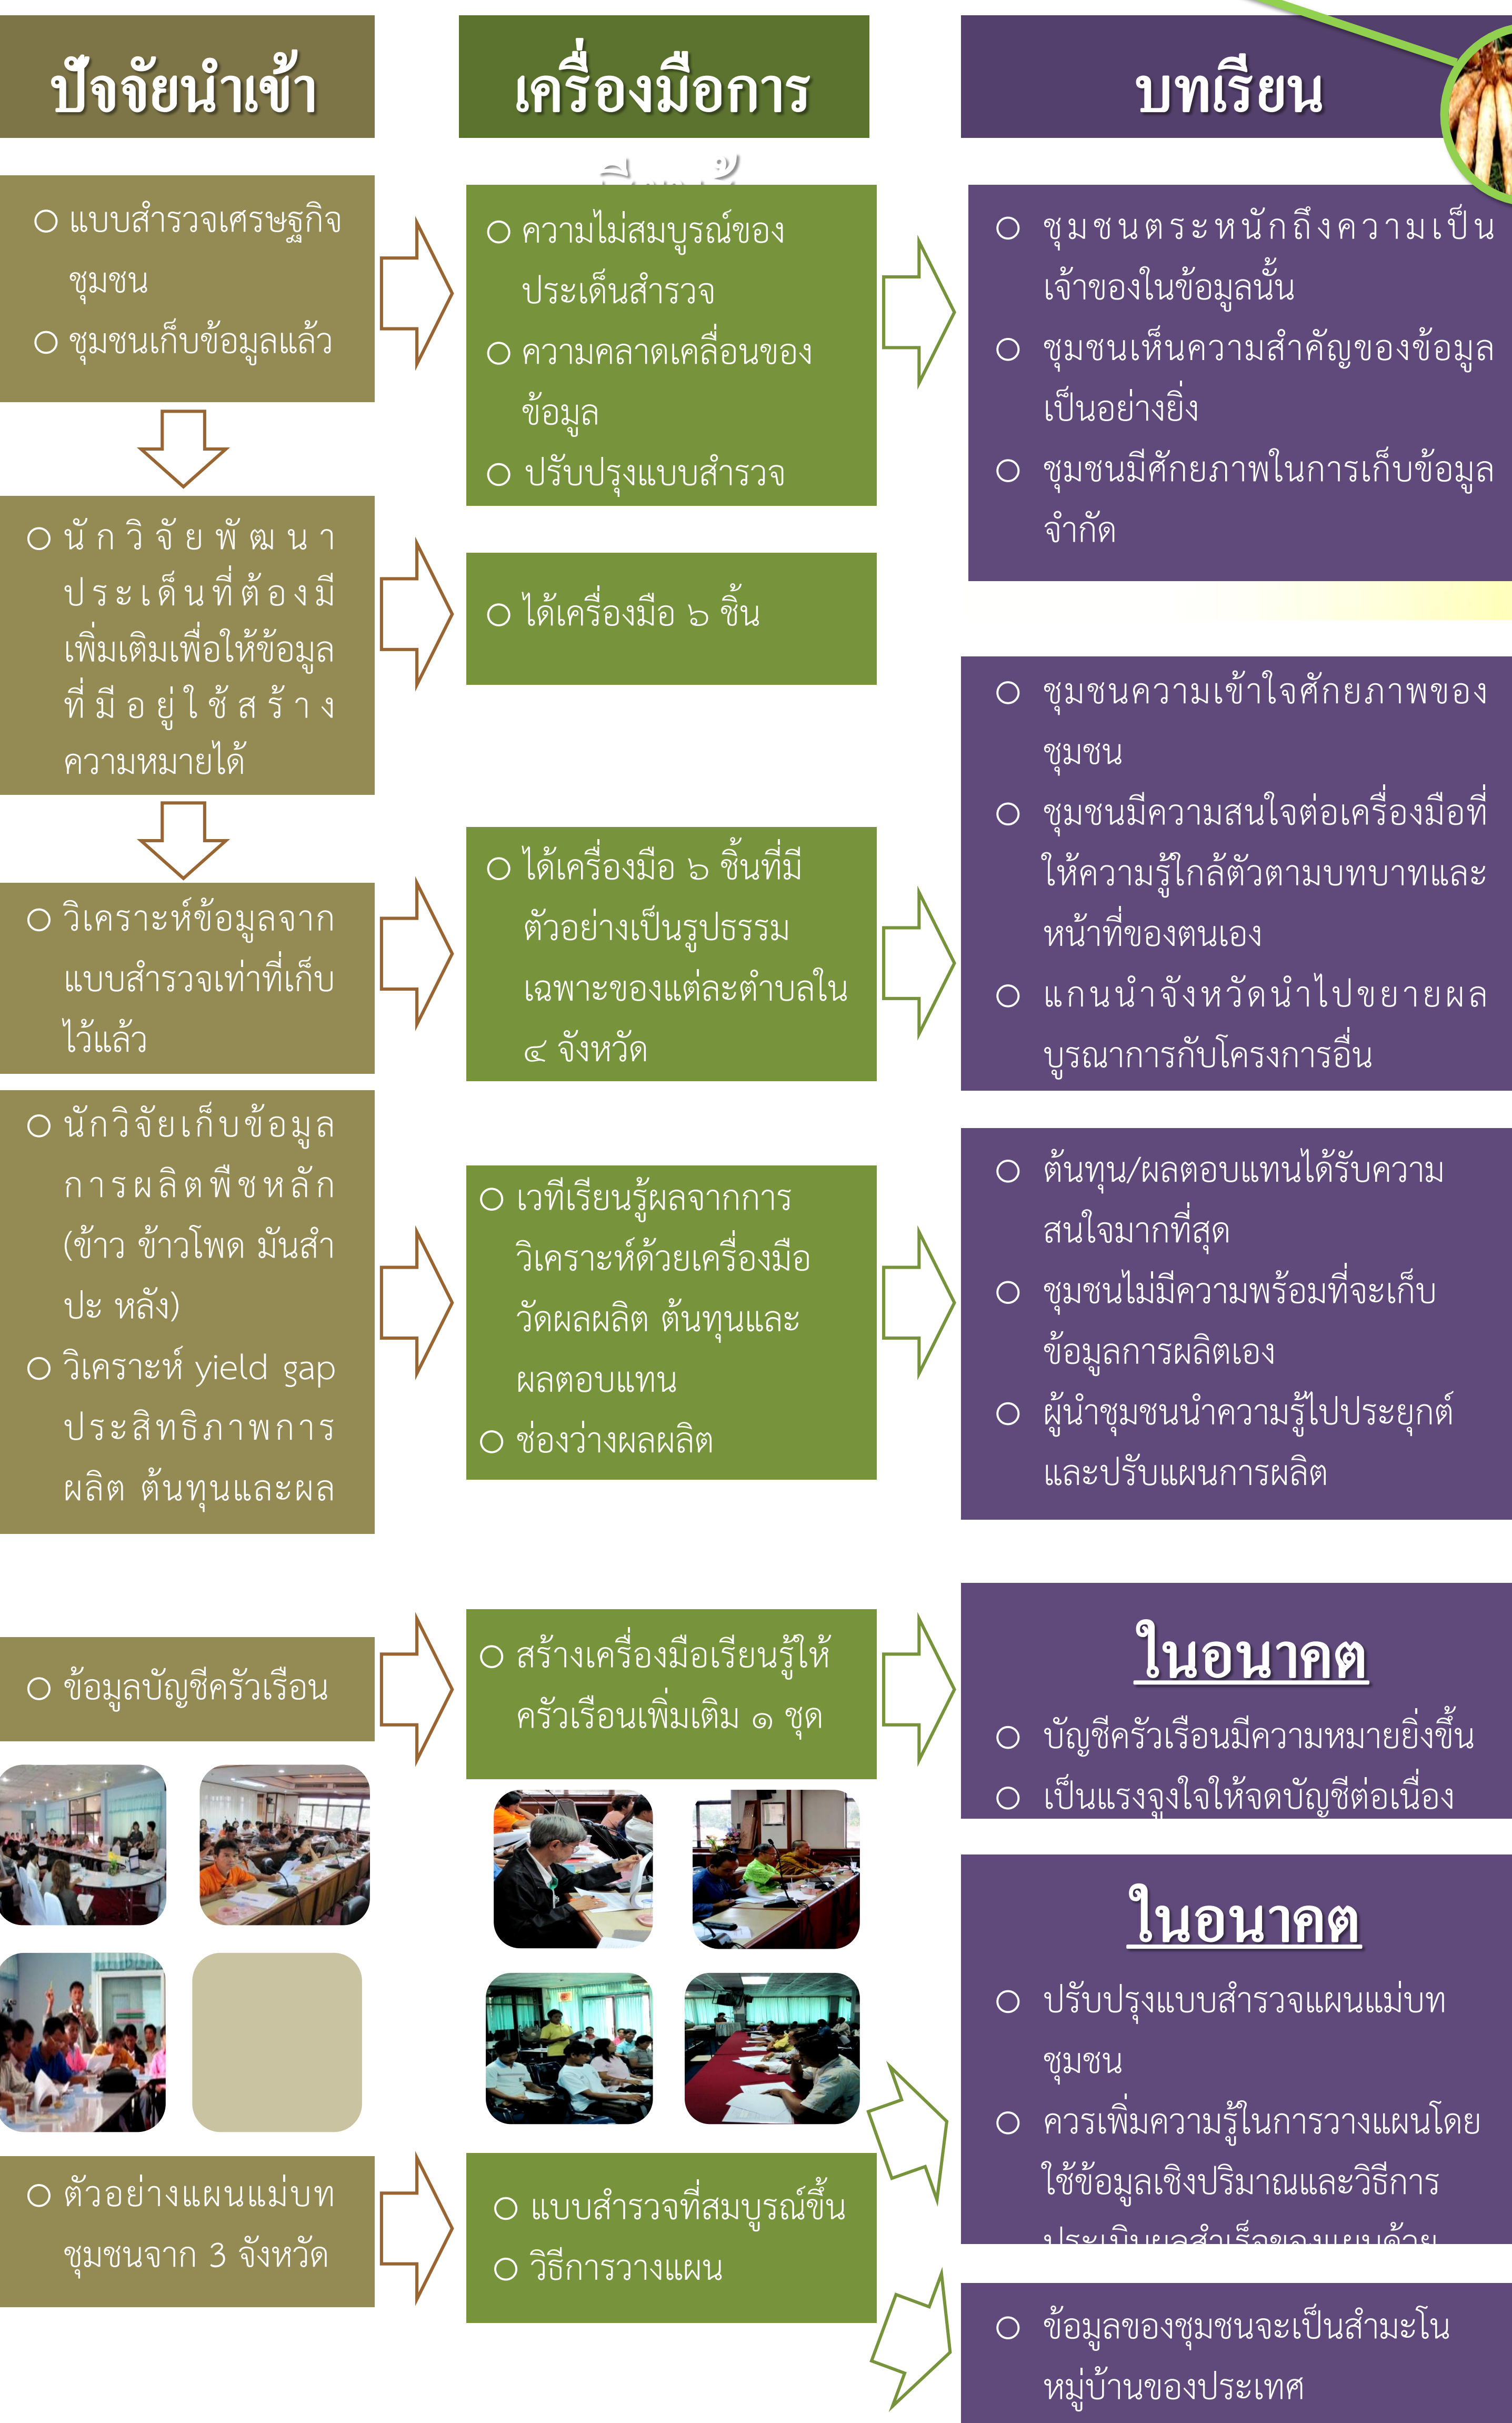 ปัจจัยนำเข้า
เครื่องมือการ
บทเรียน
○ แบบสำรวจเศรษฐกิจ
ชุมชน
○ ชุมชนเก็บข้อมูลแล้ว
○ ความไม่สมบูรณ์ของ
ประเด็นสำรวจ
○ ความคลาดเคลื่อนของ
ข้อมูล
○ ปรับปรุงแบบสำรวจ
○ ชุมชนตระหนักถึงความเป็น
เจ้าของในข้อมูลนั้น
○ ชุมชนเห็นความสำคัญของข้อมูล
เป็นอย่างยิ่ง
○ ชุมชนมีศักยภาพในการเก็บข้อมูล
จำกัด
○ นักวิจัยพัฒนา
ประเด็นที่ต้องมี
เพิ่มเติมเพื่อให้ข้อมูล
ที่มีอยู่ใช้สร้าง
ความหมายได้
○ ได้เครื่องมือ ๖ ชิ้น
○ ชุมชนความเข้าใจศักยภาพของ
ชุมชน
○ ชุมชนมีความสนใจต่อเครื่องมือที่
ให้ความรู้ใกล้ตัวตามบทบาทและ
หน้าที่ของตนเอง
○ แกนนำจังหวัดนำไปขยายผล
บูรณาการกับโครงการอื่น
○ วิเคราะห์ข้อมูลจาก
แบบสำรวจเท่าที่เก็บ
ไว้แล้ว
○ ได้เครื่องมือ ๖ ชิ้นที่มี
ตัวอย่างเป็นรูปธรรม
เฉพาะของแต่ละตำบลใน
๔ จังหวัด
○ นักวิจัยเก็บข้อมูล
การผลิตพืชหลัก
(ข้าว ข้าวโพด มันสำ
ปะ หลัง)
○ วิเคราะห์ yield gap
ประสิทธิภาพการ
ผลิต ต้นทุนและผล
○ เวทีเรียนรู้ผลจากการ
วิเคราะห์ด้วยเครื่องมือ
วัดผลผลิต ต้นทุนและ
ผลตอบแทน
○ ช่องว่างผลผลิต
○ ต้นทุน/ผลตอบแทนได้รับความ
สนใจมากที่สุด
○ ชุมชนไม่มีความพร้อมที่จะเก็บ
ข้อมูลการผลิตเอง
○ ผู้นำชุมชนนำความรู้ไปประยุกต์
และปรับแผนการผลิต
○ ข้อมูลบัญชีครัวเรือน
○ สร้างเครื่องมือเรียนรู้ให้
ครัวเรือนเพิ่มเติม ๑ ชุด
ในอนาคต
○ บัญชีครัวเรือนมีความหมายยิ่งขึ้น
○ เป็นแรงจูงใจให้จดบัญชีต่อเนื่อง
ในอนาคต
○ ปรับปรุงแบบสำรวจแผนแม่บท
ชุมชน
○ ควรเพิ่มความรู้ในการวางแผนโดย
ใช้ข้อมูลเชิงปริมาณและวิธีการ
ประเมินผลสำเร็จของแผนด้วย
○ ตัวอย่างแผนแม่บท
ชุมชนจาก 3 จังหวัด
○ แบบสำรวจที่สมบูรณ์ขึ้น
○ วิธีการวางแผน
○ ข้อมูลของชุมชนจะเป็นสำมะโน
หมู่บ้านของประเทศ